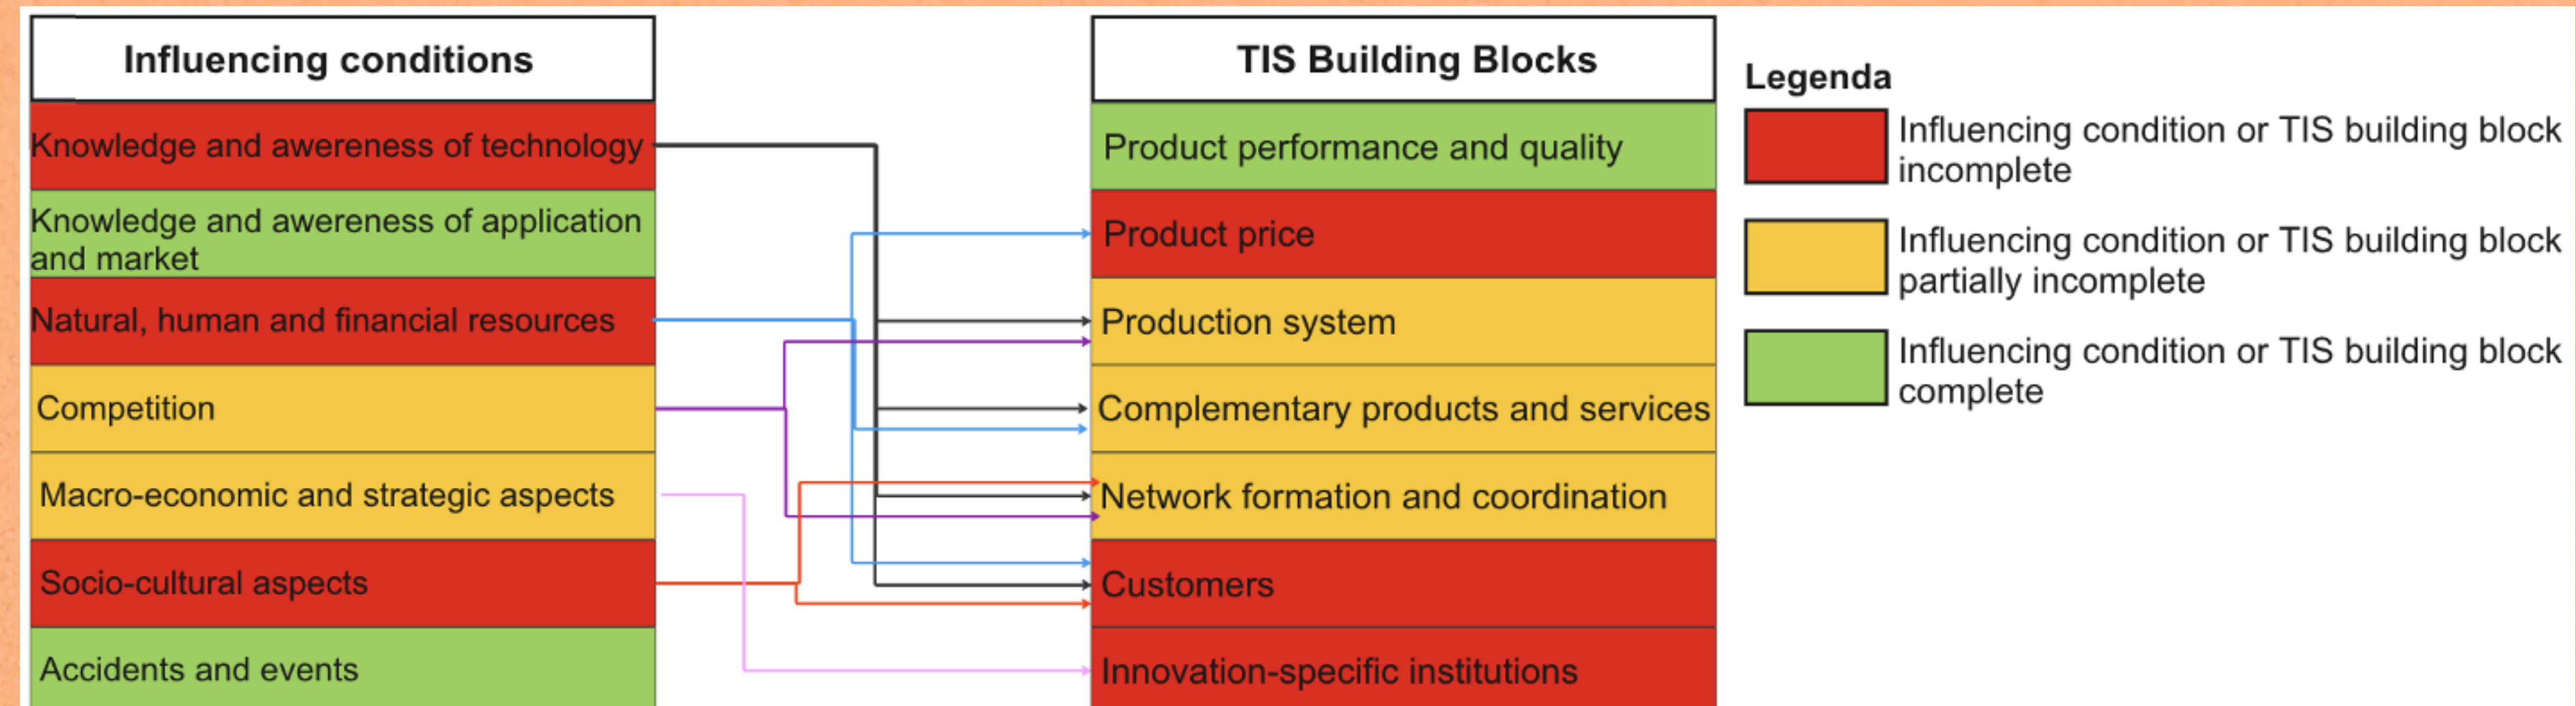 Influencing conditions
Knowledge and awereness of technology
Knowledge and awereness of application
and market
Natural, human and financial resources
Competition
Macro-economic and strategic aspects
Socio-cultural aspects
Accidents and events
TIS Building Blocks
Product performance and quality
Product price
Production system
Complementary products and services
Network formation and coordination
Customers
Innovation-specific institutions
Legenda
Influencing condition or TIS building block
incomplete
Influencing condition or TIS building block
partially incomplete
Influencing condition or TIS building block
complete